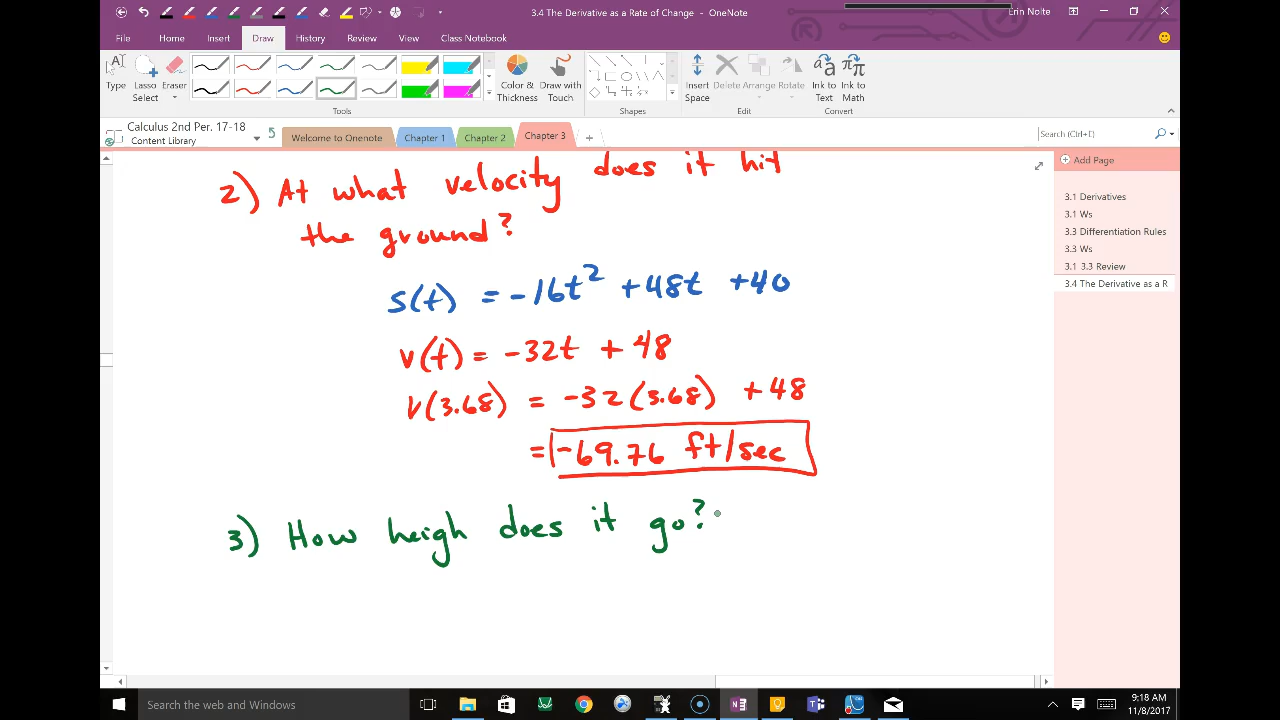 3.4 The Derivative as a Rate of Change - OneNote
Erin Nolte
File Home Insert Draw History Review View Class Notebook
Type Lasso Select Eraser Color & Thickness Draw with Touch Insert Space Delete Arrange Rotate Ink to Text Ink to Math
Tools Shapes Edit Convert
Calculus 2nd Per. 17-18
Content Library
Welcome to Onenote Chapter 1 Chapter 2 Chapter 3
Search (Ctrl+E)
Add Page
3.1 Derivatives
3.1 Ws
3.3 Differentiation Rules
3.3 Ws
3.1 3.3 Review
3.4 The Derivative as a R
2) At what velocity does it hit
the ground?
s(t) = -16t² +48t +40
v(t) = -32t + 48
v(3.68) = -32(3.68) +48
= -69.76 ft/sec
3) How heigh does it go?
Search the web and Windows
9:18 AM
11/8/2017